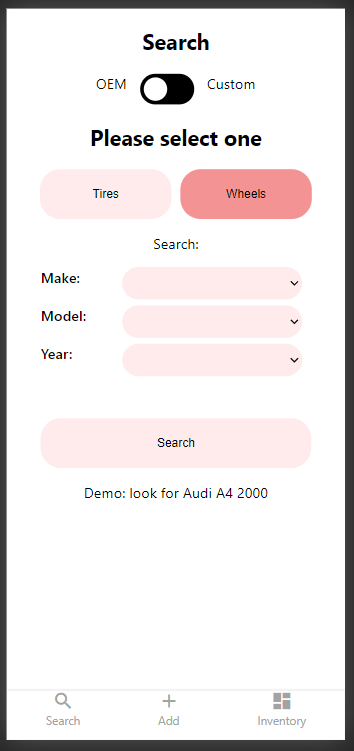 Search
OEM Custom
Please select one
Tires Wheels
Search:
Make:
Model:
Year:
Search
Demo: look for Audi A4 2000
Search Add Inventory